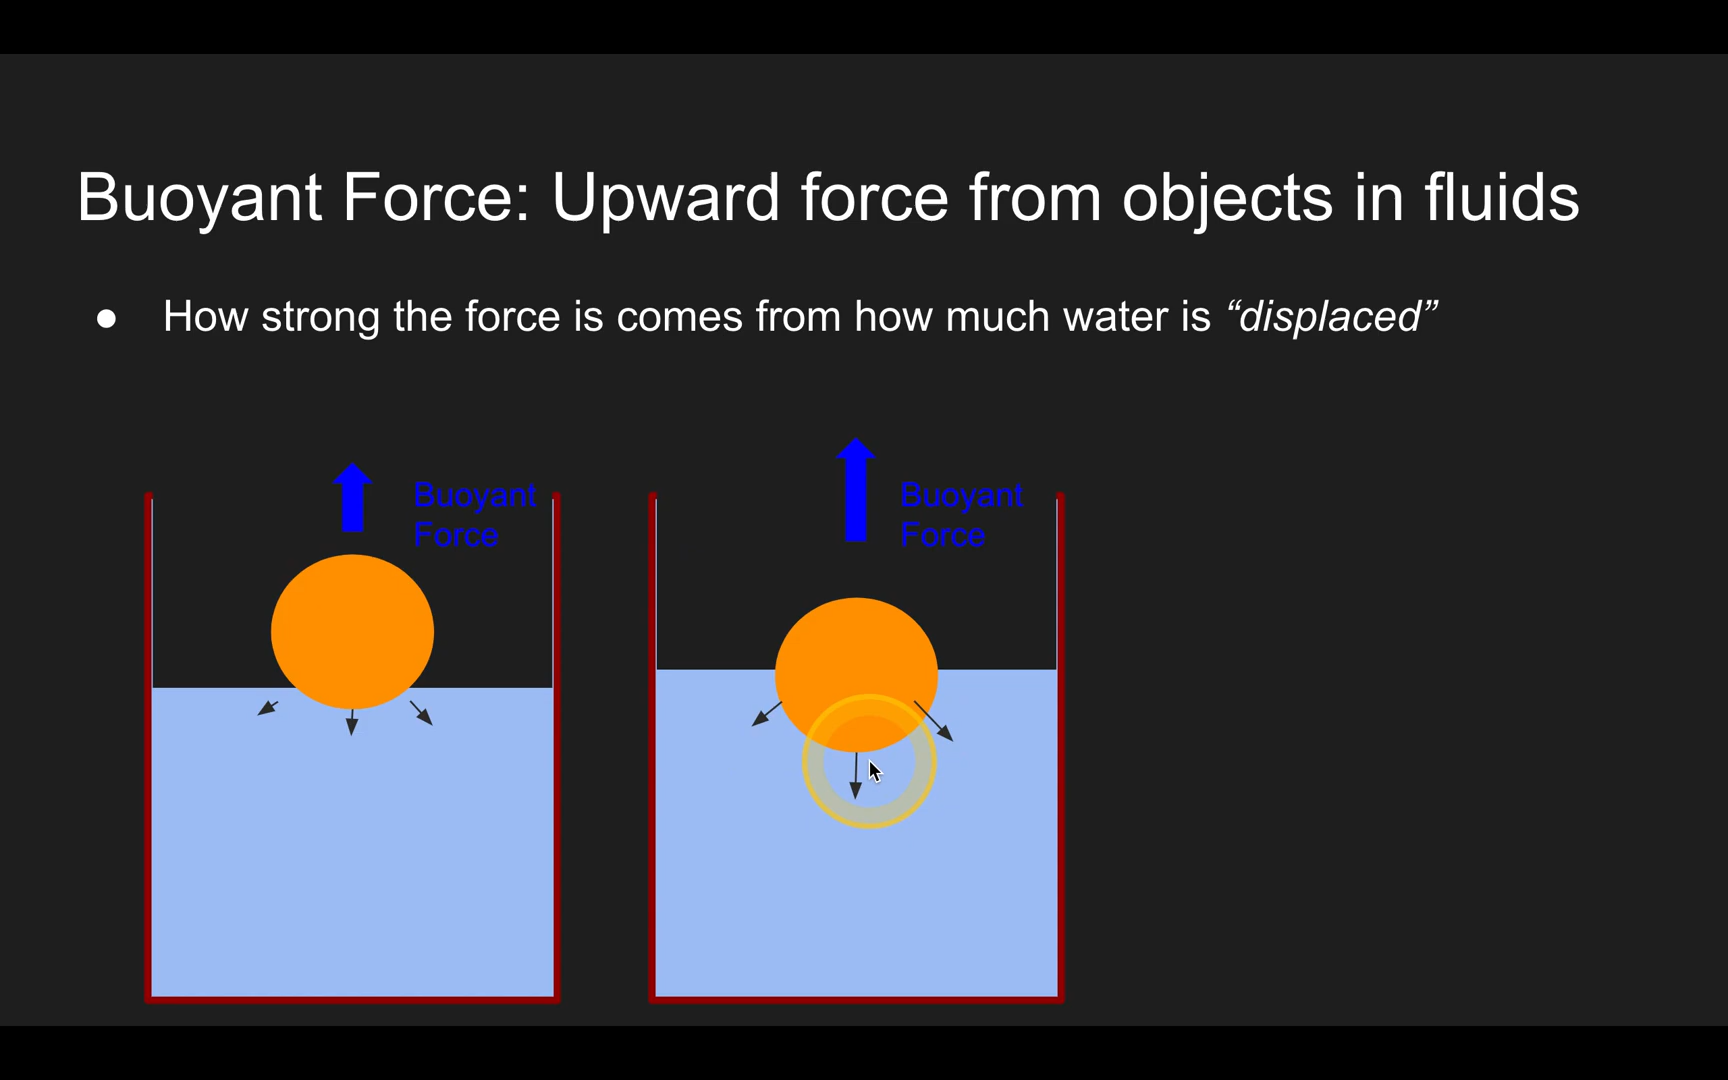 Buoyant Force: Upward force from objects in fluids
● How strong the force is comes from how much water is “displaced”
Buoyant
Force
Buoyant
Force